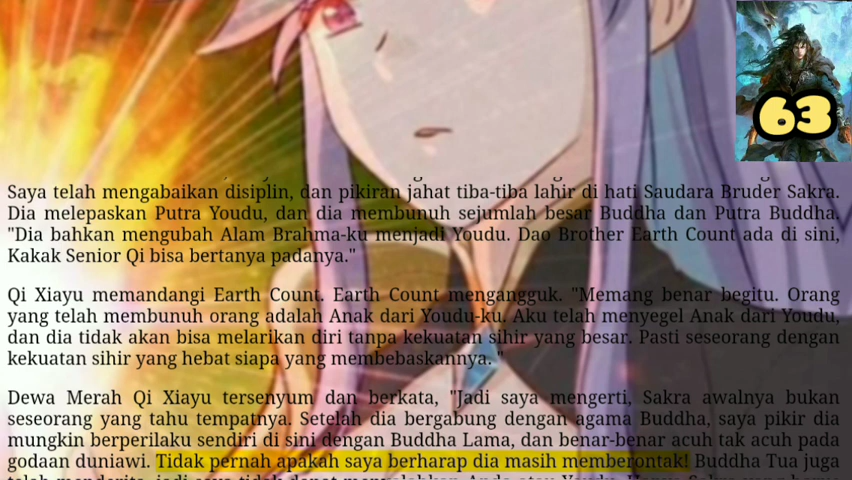 63
Saya telah mengabaikan disiplin, dan pikiran jahat tiba-tiba lahir di hati Saudara Bruder Sakra.
Dia melepaskan Putra Youdu, dan dia membunuh sejumlah besar Buddha dan Putra Buddha.
"Dia bahkan mengubah Alam Brahma-ku menjadi Youdu. Dao Brother Earth Count ada di sini,
Kakak Senior Qi bisa bertanya padanya."
Qi Xiayu memandangi Earth Count. Earth Count mengangguk. "Memang benar begitu. Orang
yang telah membunuh orang adalah Anak dari Youdu-ku. Aku telah menyegel Anak dari Youdu,
dan dia tidak akan bisa melarikan diri tanpa kekuatan sihir yang besar. Pasti seseorang dengan
kekuatan sihir yang hebat siapa yang membebaskannya. "
Dewa Merah Qi Xiayu tersenyum dan berkata, "Jadi saya mengerti, Sakra awalnya bukan
seseorang yang tahu tempatnya. Setelah dia bergabung dengan agama Buddha, saya pikir dia
mungkin berperilaku sendiri di sini dengan Buddha Lama, dan benar-benar acuh tak acuh pada
godaan duniawi. Tidak pernah apakah saya berharap dia masih memberontak! Buddha Tua juga